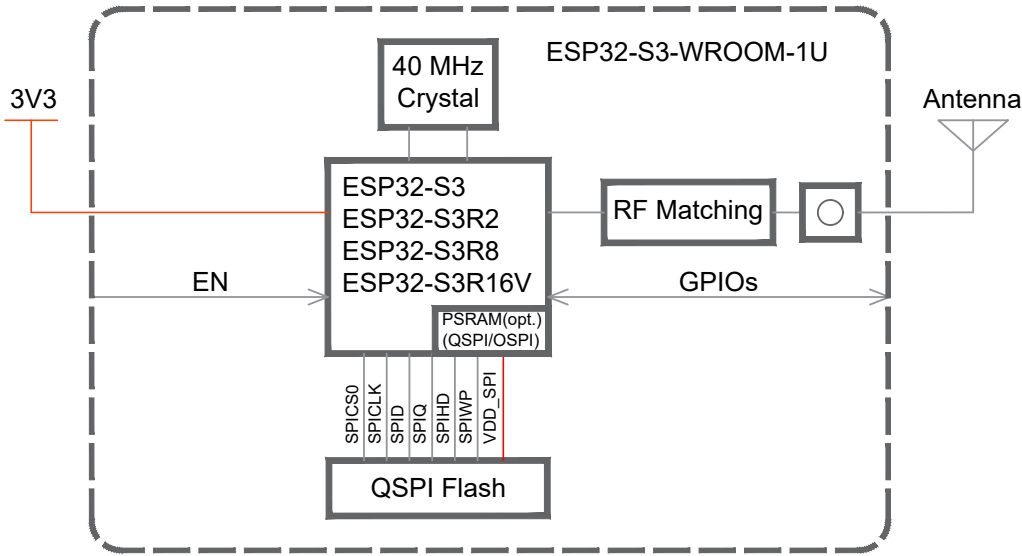 ESP32-S3-WROOM-1U
40 MHz
Crystal
3V3
Antenna
ESP32-S3
ESP32-S3R2
ESP32-S3R8
ESP32-S3R16V
RF Matching
EN
GPIOs
PSRAM(opt.)
(QSPI/OSPI)
SPICS0
SPICLK
SPID
SPIQ
SPIHD
SPIWP
VDD_SPI
QSPI Flash